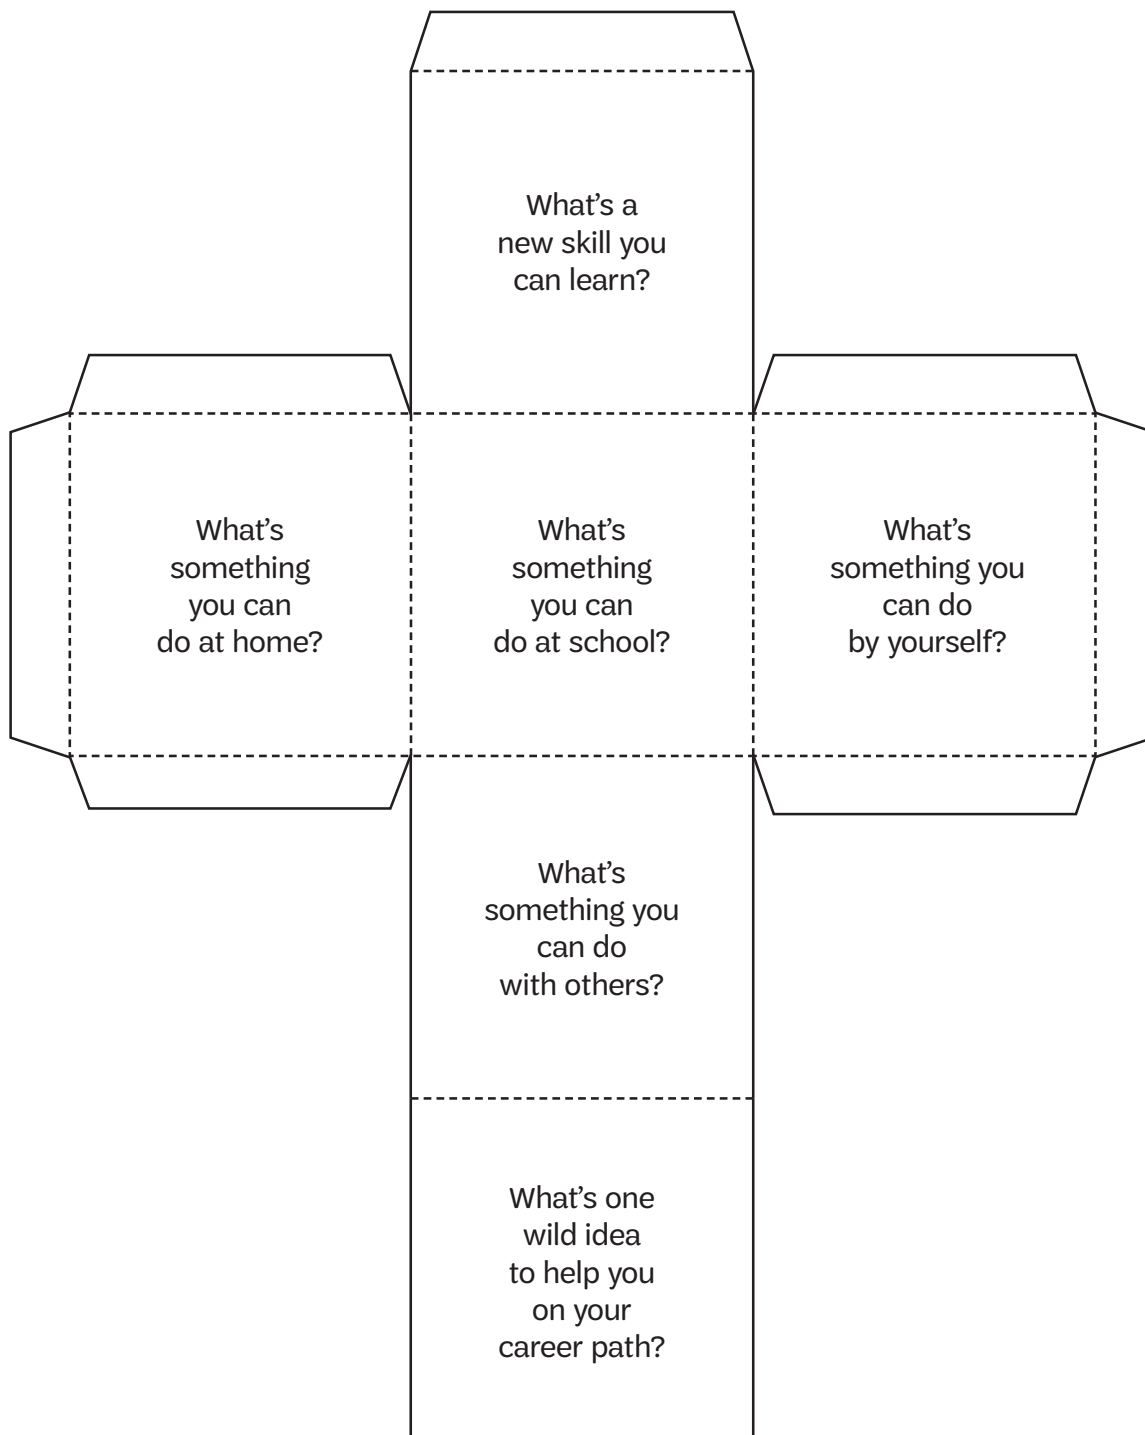 What’s a
new skill you
can learn?
What’s
something
you can
do at home?
What’s
something
you can
do at school?
What’s
something you
can do
by yourself?
What’s
something you
can do
with others?
What’s one
wild idea
to help you
on your
career path?